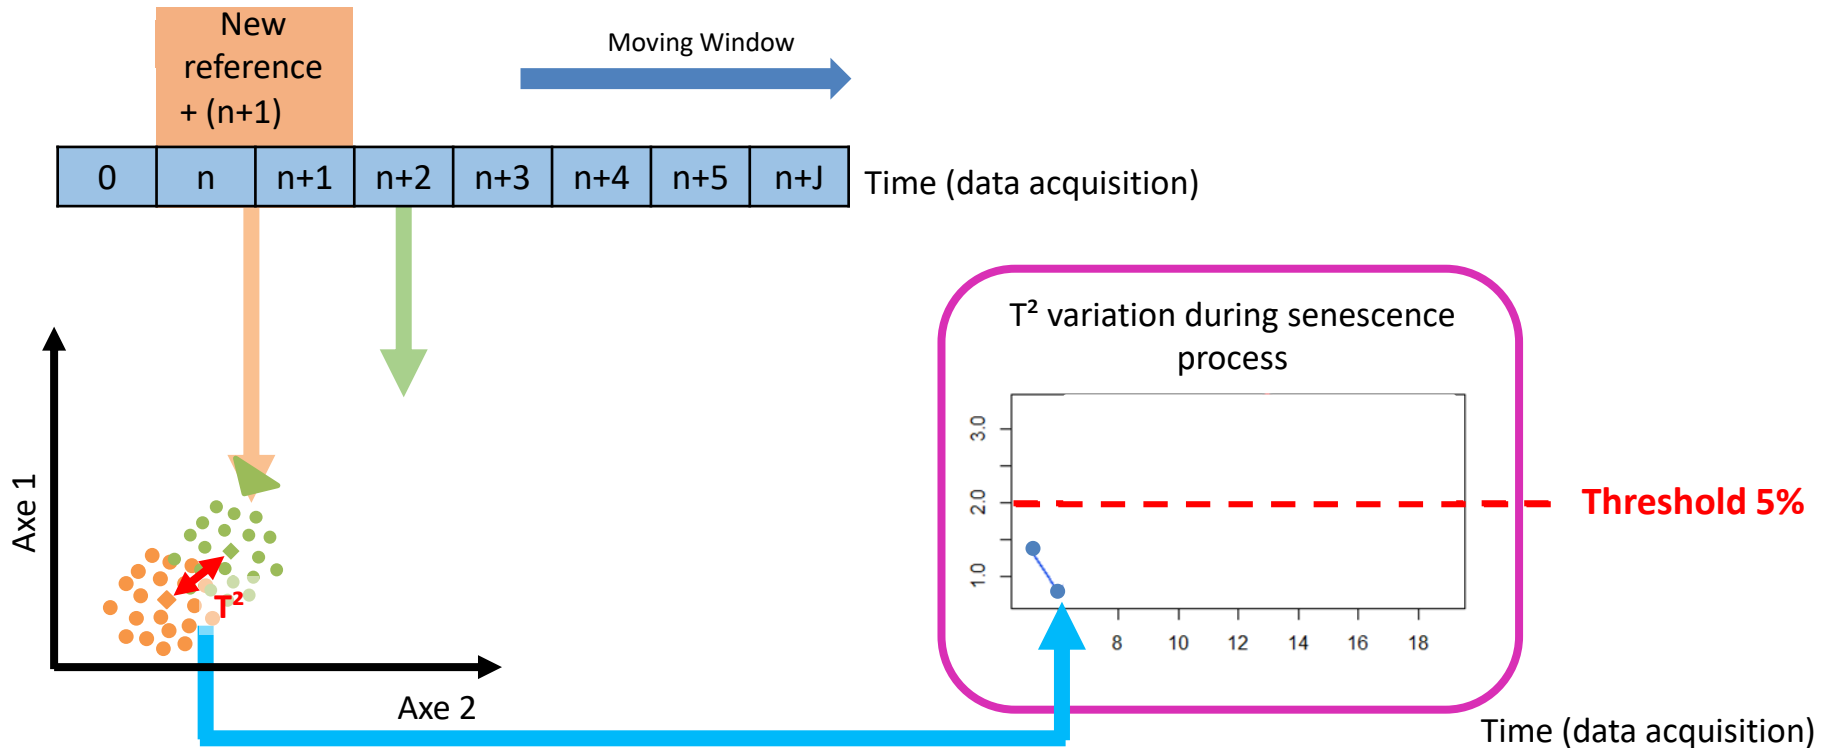 New
reference
+ (n+1)
Moving Window
0 n n+1 n+2 n+3 n+4 n+5 n+J
Time (data acquisition)
T² variation during senescence
process
3.0
2.0
1.0
8 10 12 14 16 18
Threshold 5%
Axe 1
T²
Axe 2
Time (data acquisition)